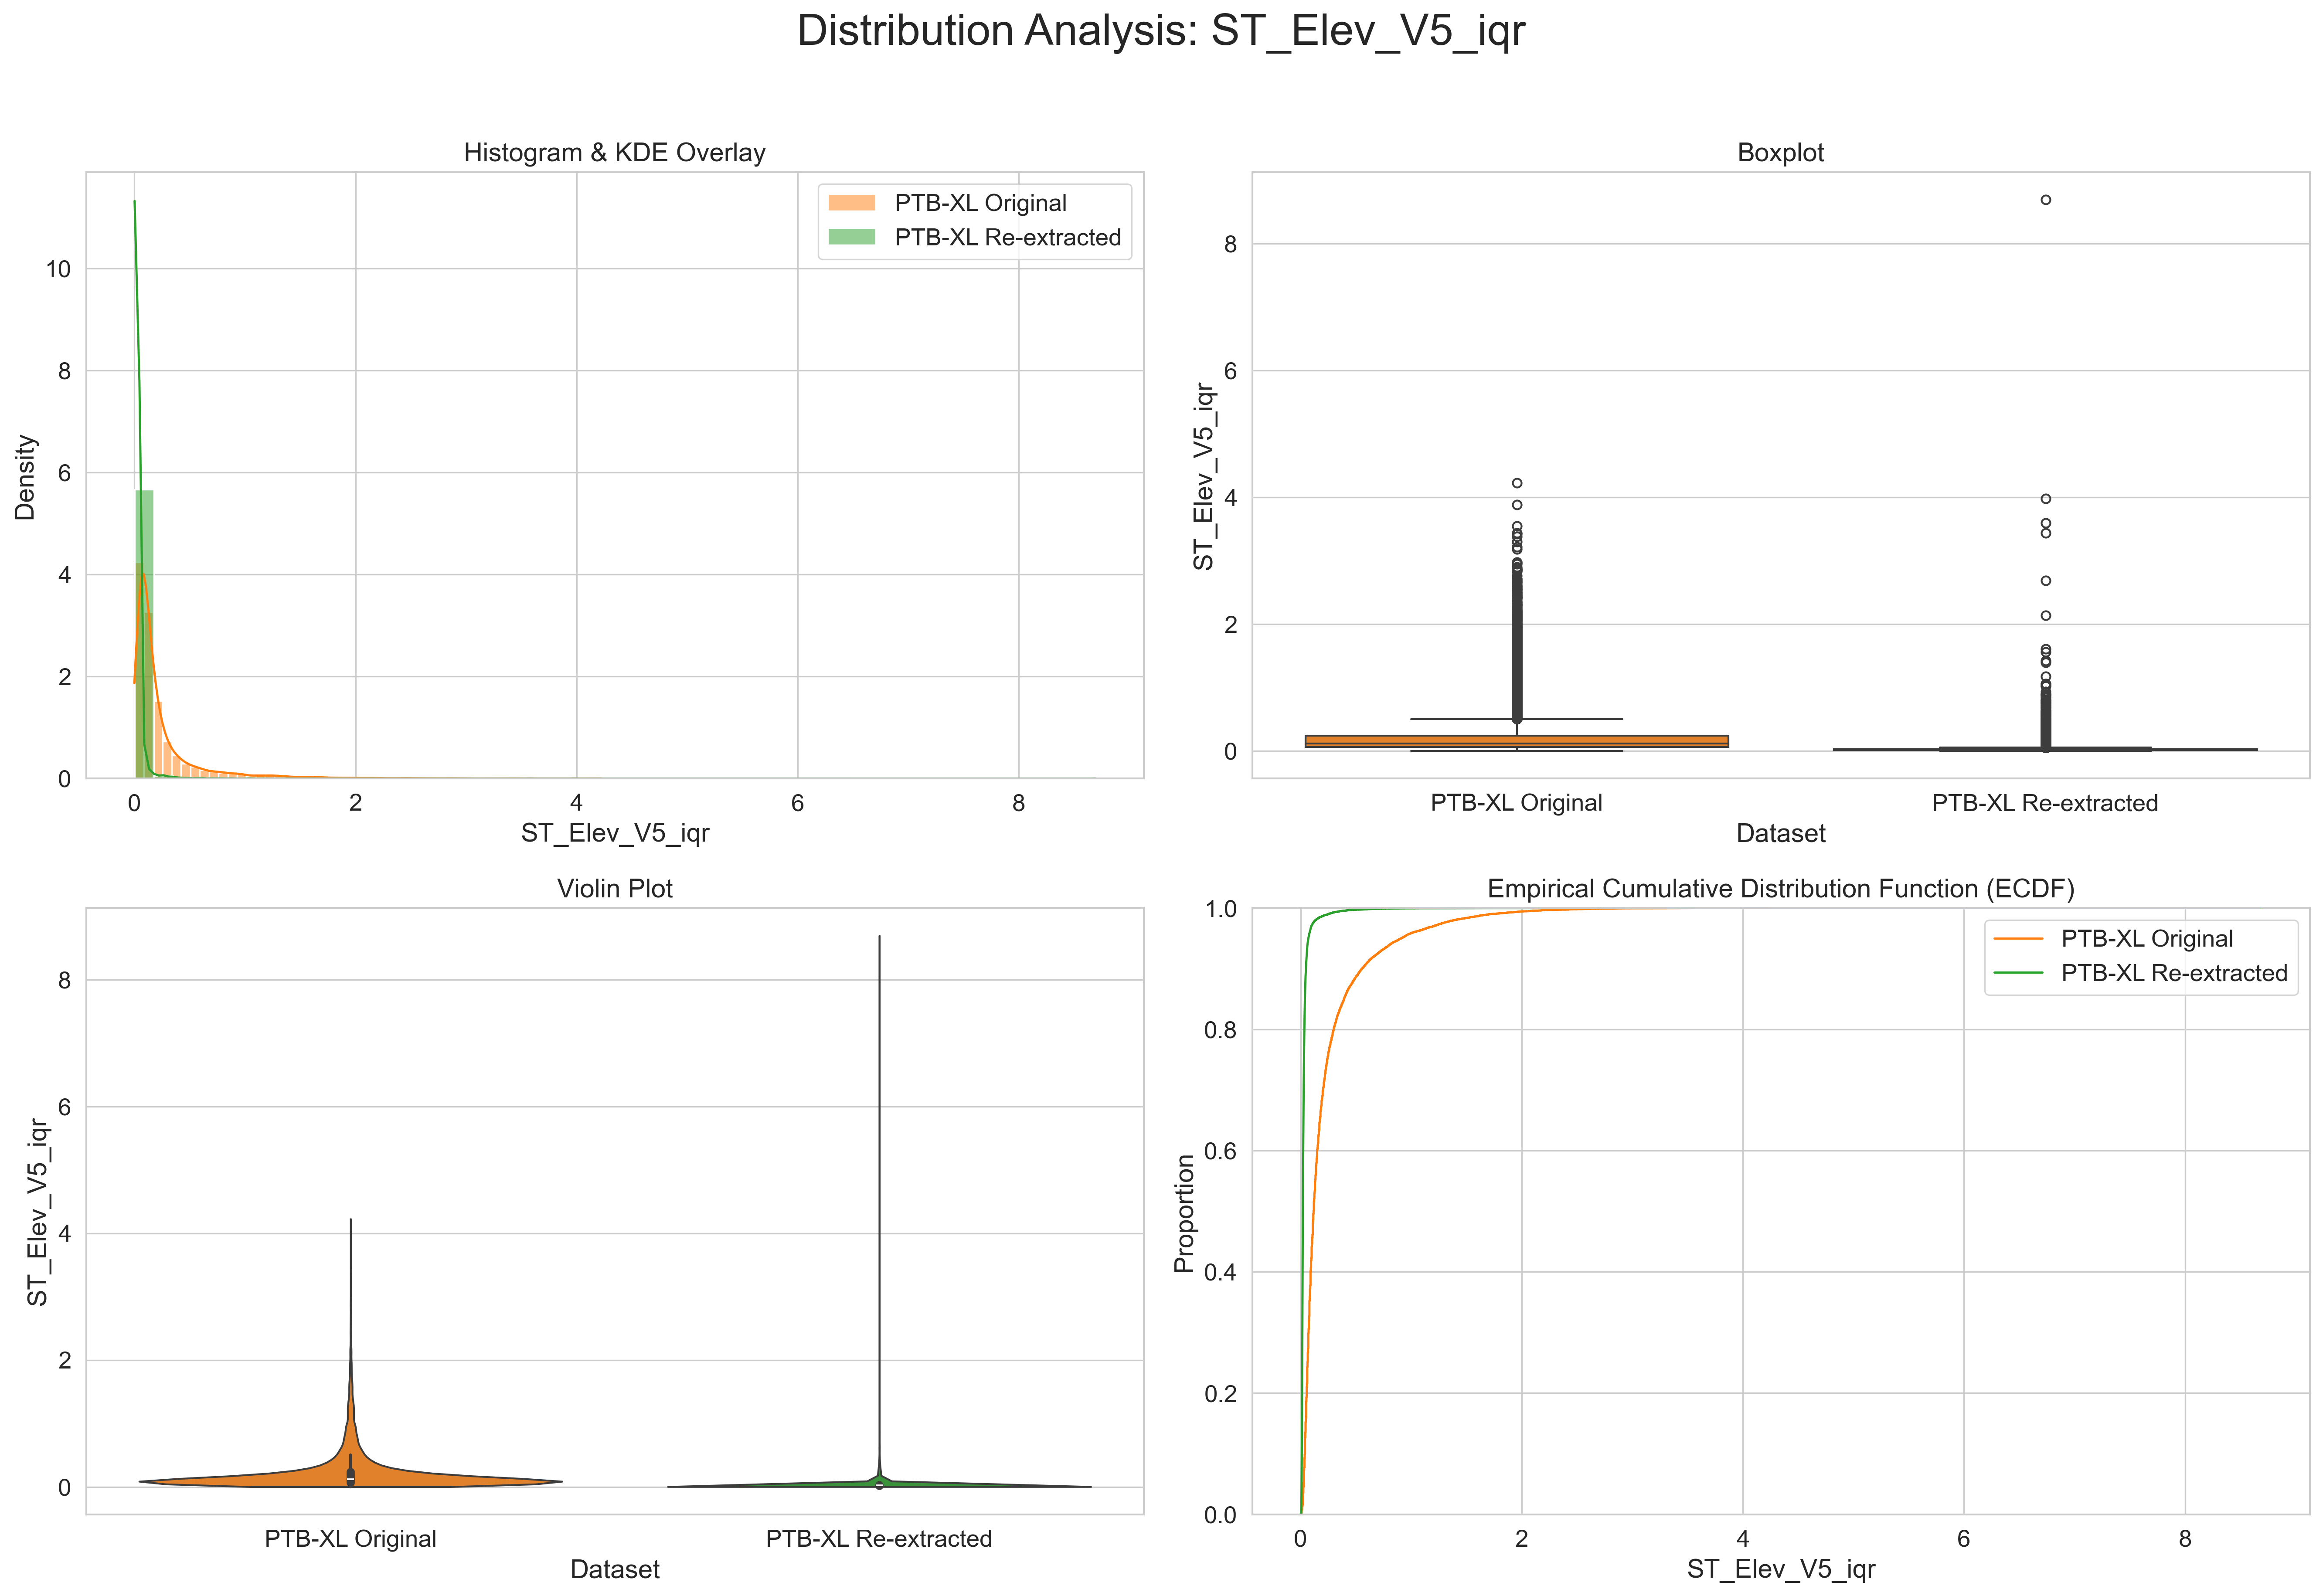 Distribution Analysis: ST_Elev_V5_iqr
Histogram & KDE Overlay
PTB-XL Original
PTB-XL Re-extracted
10
8
6
4
2
0
Density
0 2 4 6 8
ST_Elev_V5_iqr
Boxplot
8
6
4
2
0
ST_Elev_V5_iqr
PTB-XL Original PTB-XL Re-extracted
Dataset
Violin Plot
8
6
4
2
0
ST_Elev_V5_iqr
PTB-XL Original PTB-XL Re-extracted
Dataset
Empirical Cumulative Distribution Function (ECDF)
PTB-XL Original
PTB-XL Re-extracted
1.0
0.8
0.6
0.4
0.2
0.0
Proportion
0 2 4 6 8
ST_Elev_V5_iqr